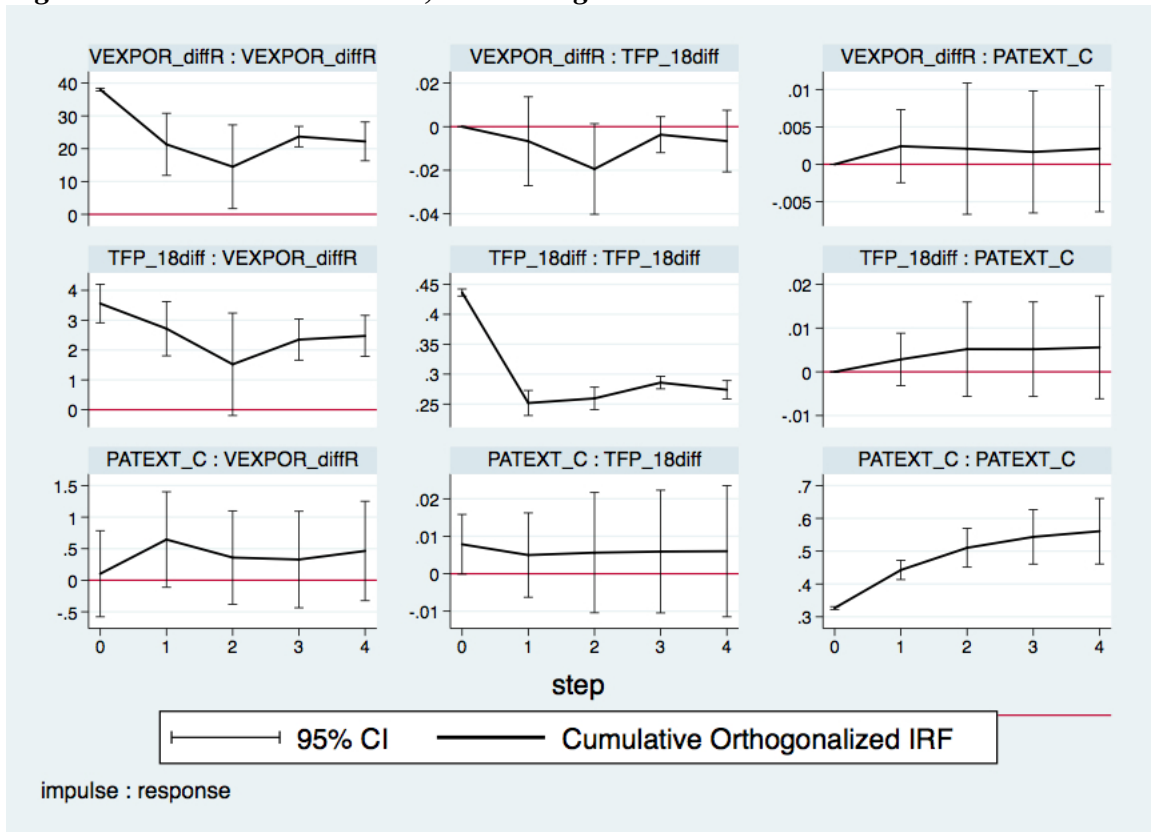 VEXPOR_diffR : VEXPOR_diffR VEXPOR_diffR : TFP_18diff VEXPOR_diffR : PATEXT_C
40 .02 .01
30 0 .005
20 -.02 0
10 -.04 -.005
0
TFP_18diff : VEXPOR_diffR TFP_18diff : TFP_18diff TFP_18diff : PATEXT_C
4 .45 .02
3 .4 .01
2 .35 0
1 .3 -.01
0 .25
PATEXT_C : VEXPOR_diffR PATEXT_C : TFP_18diff PATEXT_C : PATEXT_C
1.5 .02 .7
1 .01 .6
.5 0 .5
0 -.01 .4
-.5 .3
0 1 2 3 4 0 1 2 3 4 0 1 2 3 4
step
95% CI Cumulative Orthogonalized IRF
impulse : response